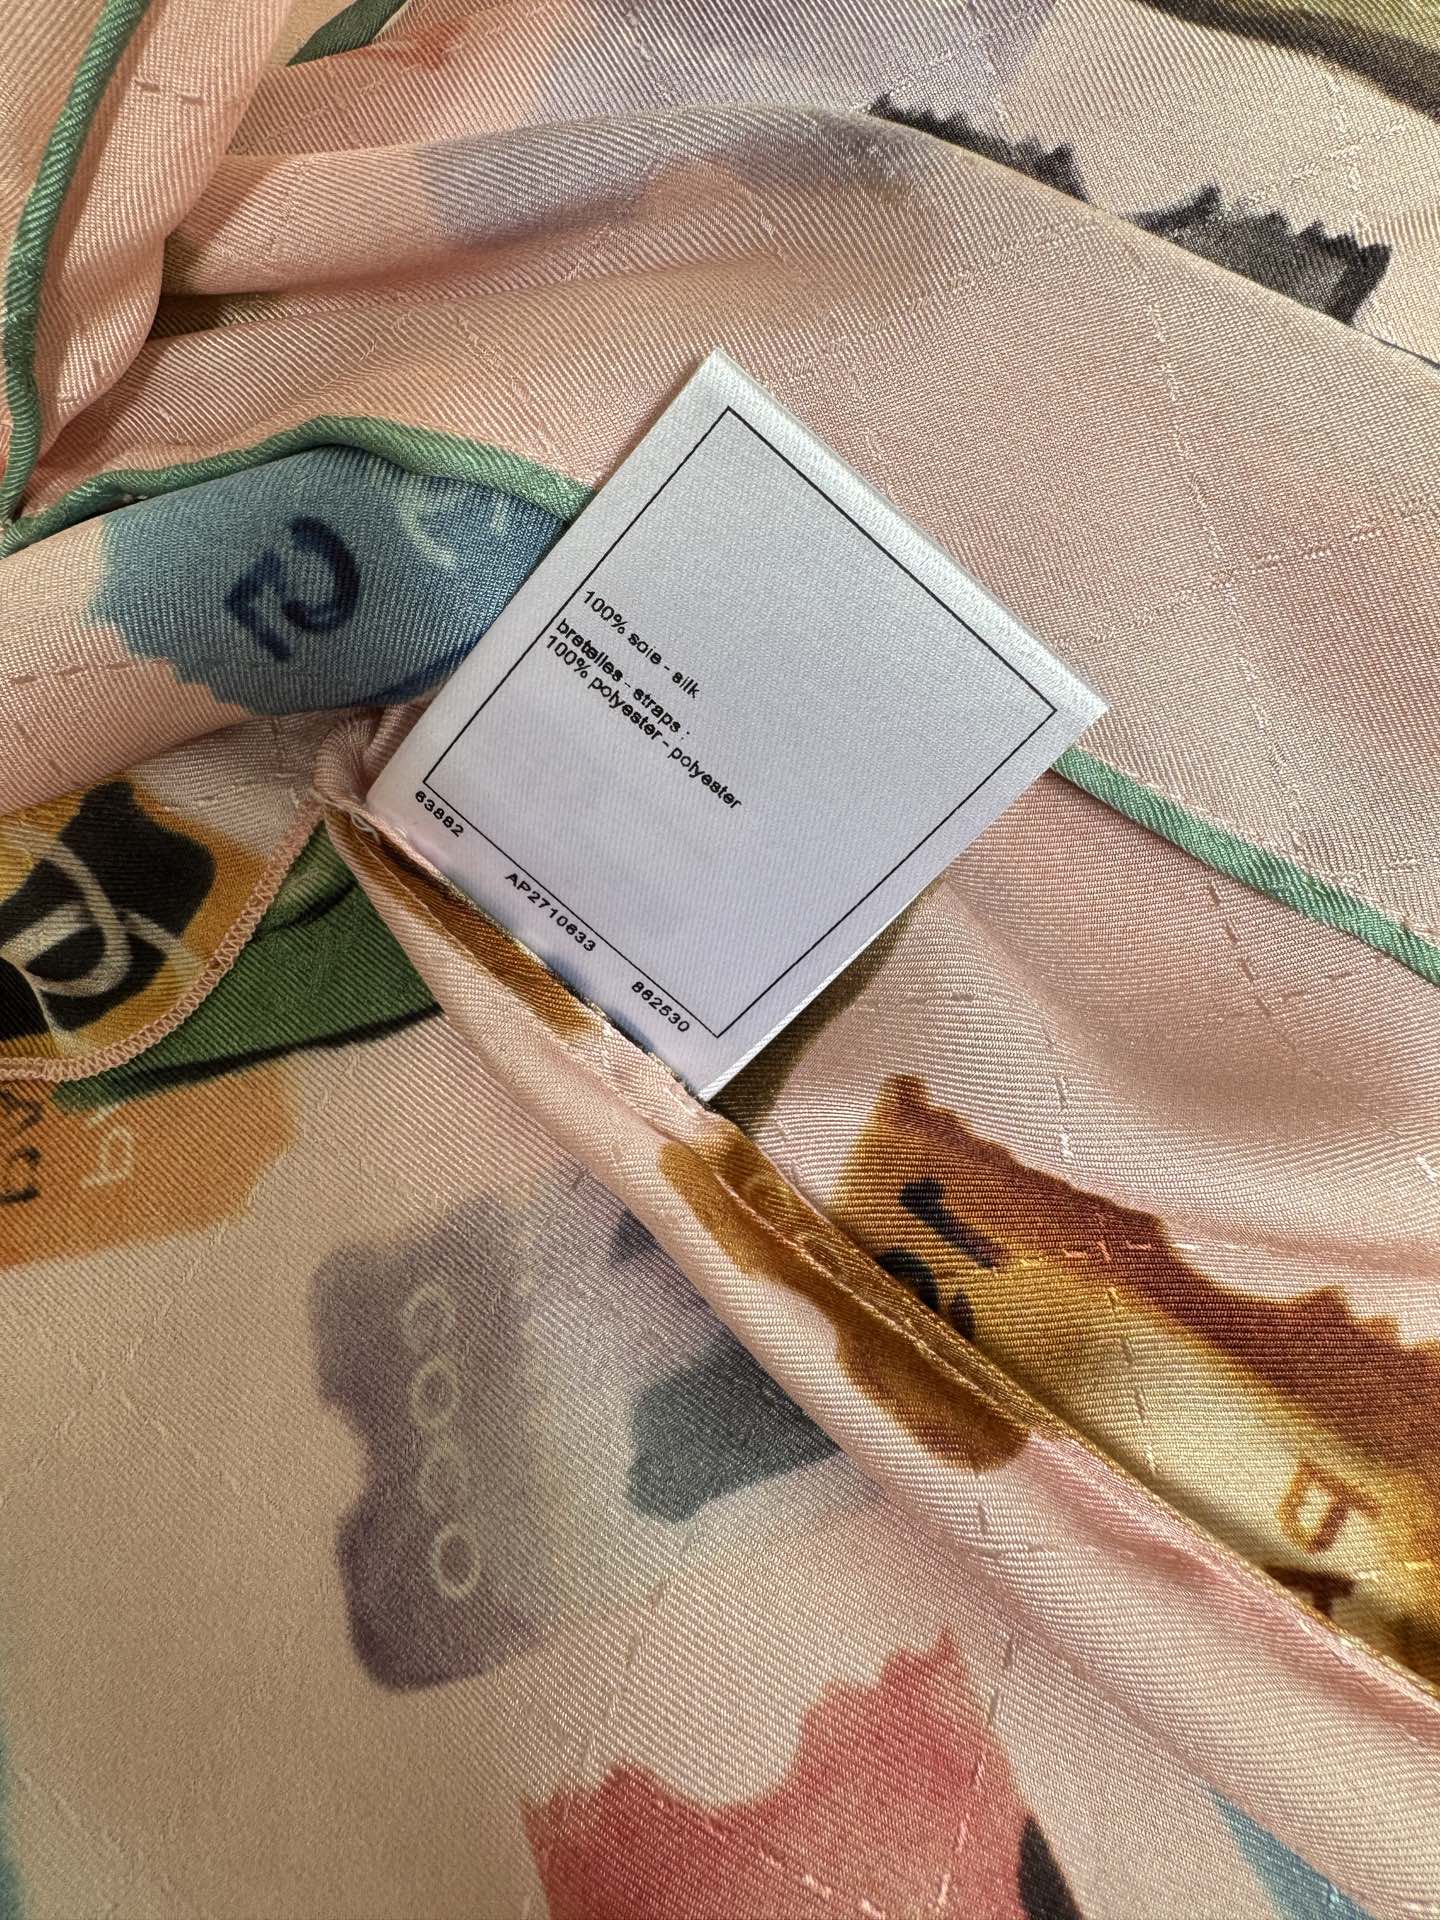 100% soie - silk
bretelles - straps :
100% polyester - polyester
63882
AP2710633
882530